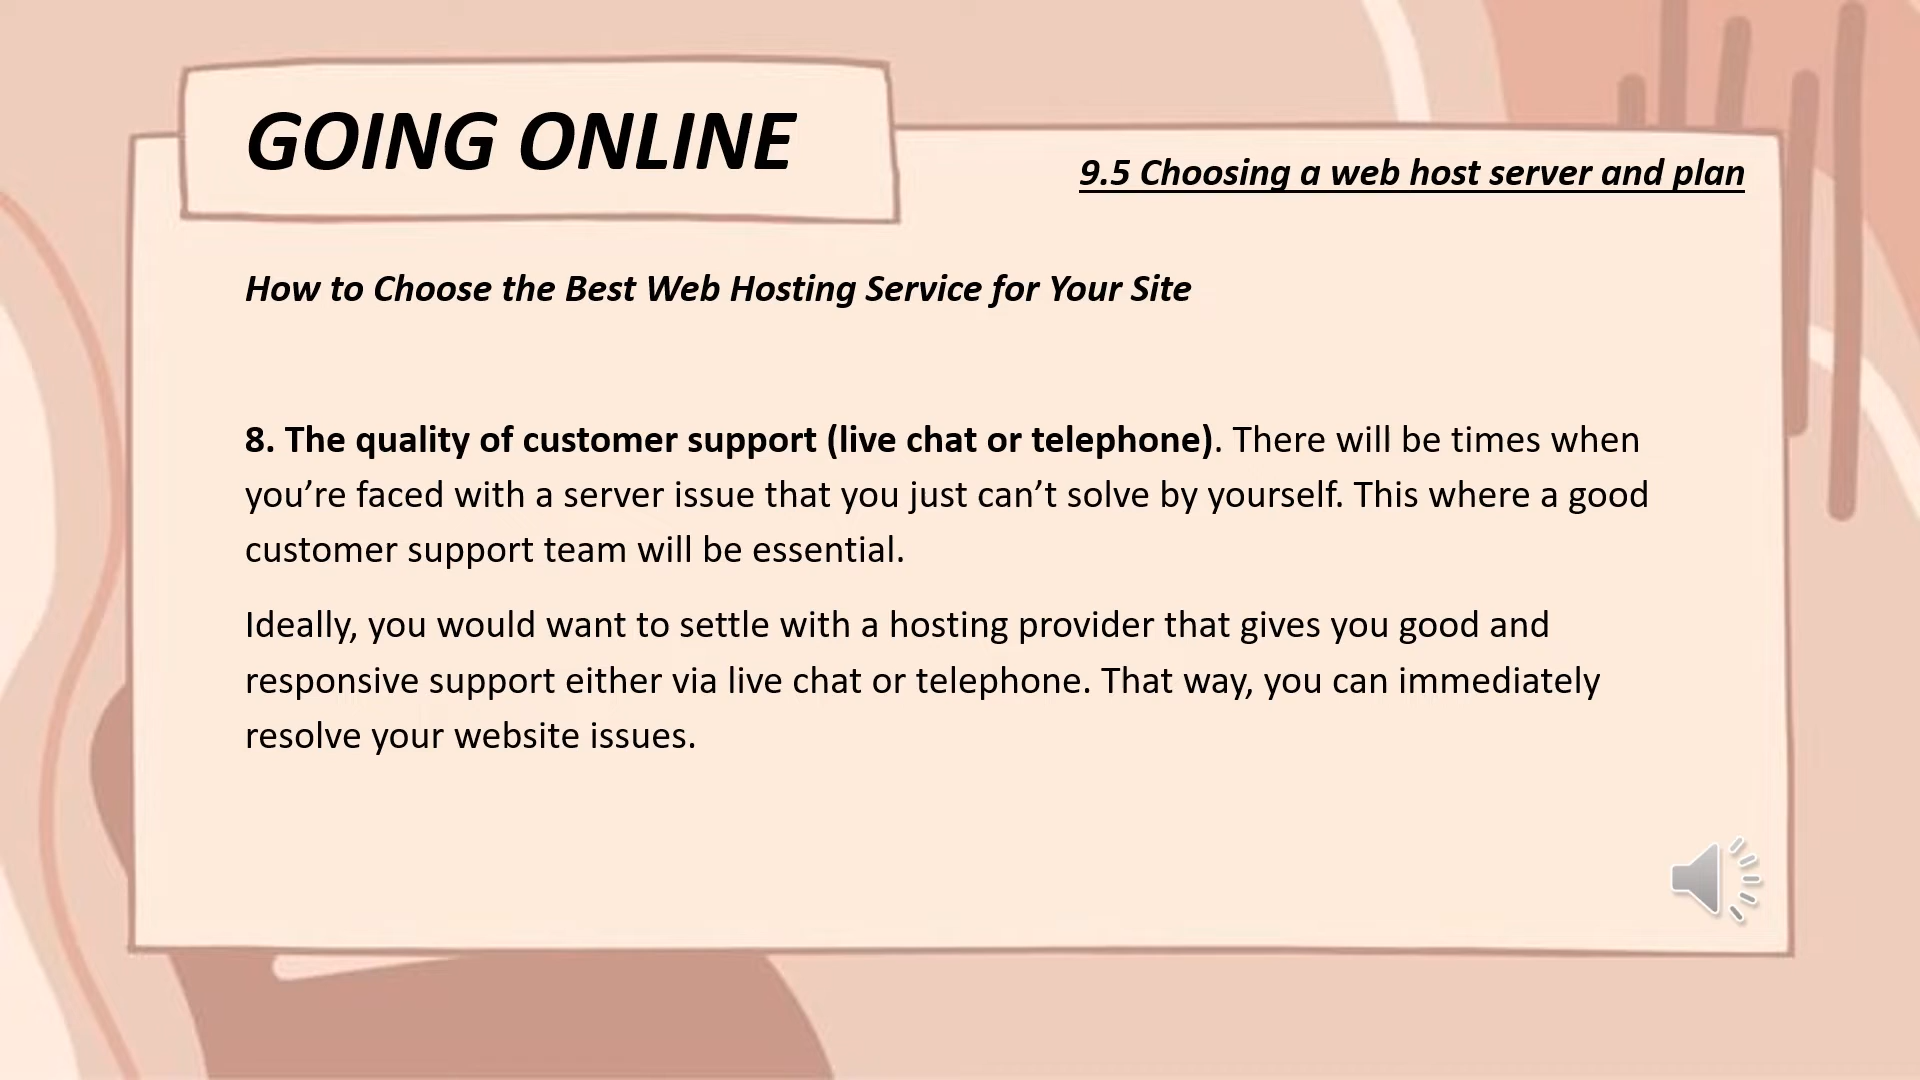 GOING ONLINE
9.5 Choosing a web host server and plan
How to Choose the Best Web Hosting Service for Your Site
8. The quality of customer support (live chat or telephone). There will be times when
you’re faced with a server issue that you just can’t solve by yourself. This where a good
customer support team will be essential.
Ideally, you would want to settle with a hosting provider that gives you good and
responsive support either via live chat or telephone. That way, you can immediately
resolve your website issues.